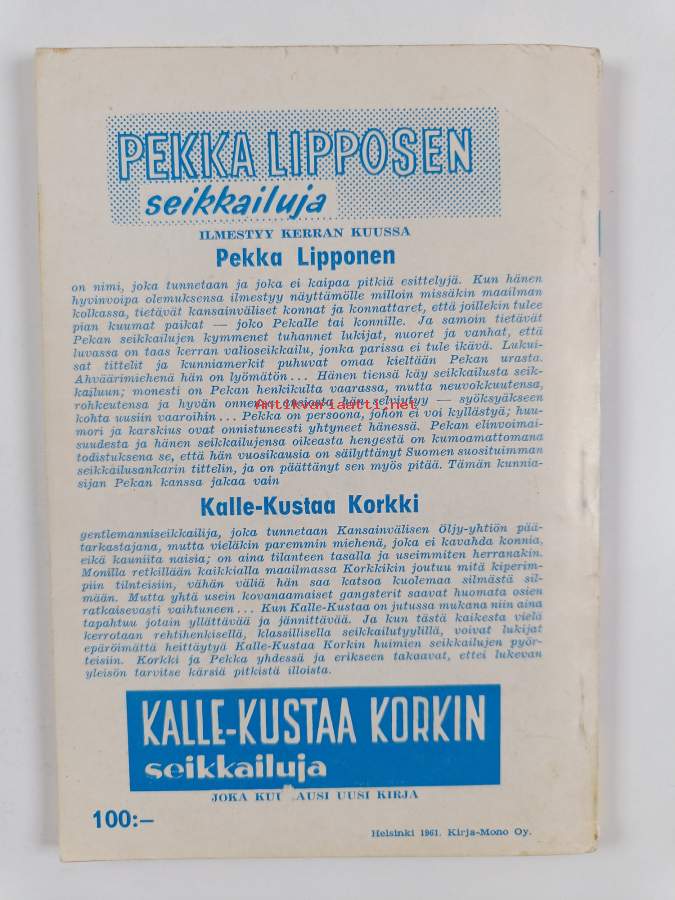 PEKKA LIPPOSEN
seikkailuja
ILMESTYY KERRAN KUUSSA
Pekka Lipponen
on nimi, joka tunnetaan ja joka ei kaipaa pitkiä esittelyjä. Kun hänen
hyvinvoipa olemuksensa ilmestyy näyttämölle milloin missäkin maailman
kolkassa, tietävät kansainväliset konnat ja konnattaret, että joillekin tulee
pian kuumat paikat — joko Pekalle tai konnille. Ja samoin tietävät
Pekan seikkailujen kymmenet tuhannet lukijat, nuoret ja vanhat, että
luvassa on taas kerran valioseikkailu, jonka parissa ei tule ikävä. Lukui-
sat tittelit ja kunniamerkit puhuvat omaa kieltään Pekan urasta.
Ahväärimiehenä hän on lyömätön... Hänen tiensä käy seikkailusta seik-
kailuun; monesti on Pekan henkikulta vaarassa, mutta neuvokkuutensa,
rohkeutensa ja hyvän onnensa ansiosta hän selviytyy — syöksyäkseen
Antikvariaatti.net
kohta uusiin vaaroihin... Pekka on persoona, johon ei voi kyllästyä; huu-
mori ja karskius ovat onnistuneesti yhtyneet hänessä. Pekan elinvoimai-
suudesta ja hänen seikkailujensa oikeasta hengestä on kumoamattomana
todistuksena se, että hän vuosikausia on säilyttänyt Suomen suosituimman
seikkailusankarin tittelin, ja on päättänyt sen myös pitää. Tämän kunnia-
sijan Pekan kanssa jakaa vain
Kalle-Kustaa Korkki
gentlemanniseikkailija, joka tunnetaan Kansainvälisen Öljy-yhtiön pää-
tarkastajana, mutta vieläkin paremmin miehenä, joka ei kavahda konnia,
eikä kauniita naisia; on aina tilanteen tasalla ja useimmiten herranakin.
Monilla retkillään kaikkialla maailmassa Korkkikin joutuu mitä kiperim-
piin tilnteisiin, vähän väliä hän saa katsoa kuolemaa silmästä sil-
mään. Mutta yhtä usein kovanaamaiset gangsterit saavat huomata osien
ratkaisevasti vaihtuneen... Kun Kalle-Kustaa on jutussa mukana niin aina
tapahtuu jotain yllättävää ja jännittävää. Ja kun tästä kaikesta vielä
kerrotaan rehtihenkisellä, klassillisella seikkailutyylillä, voivat lukijat
epäröimättä heittäytyä Kalle-Kustaa Korkin huimien seikkailujen pyör-
teisiin. Korkki ja Pekka yhdessä ja erikseen takaavat, ettei lukevan
yleisön tarvitse kärsiä pitkistä illoista.
KALLE-KUSTAA KORKIN
seikkailuja
JOKA KUU AUSI UUSI KIRJA
100:—
Helsinki 1961. Kirja-Mono Oy.